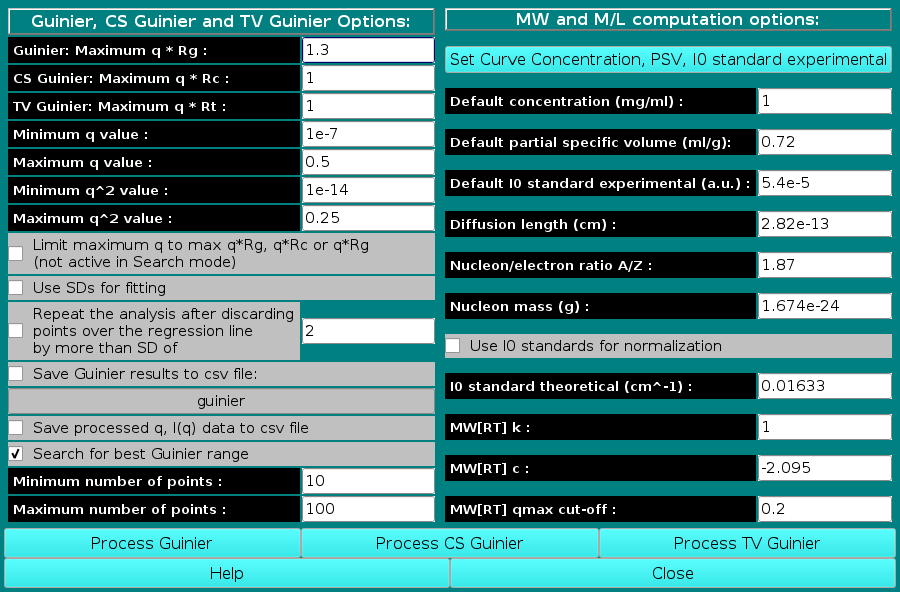 Guinier, CS Guinier and TV Guinier Options:
Guinier: Maximum q * Rg :
1.3
CS Guinier: Maximum q * Rc :
1
TV Guinier: Maximum q * Rt :
1
Minimum q value :
1e-7
Maximum q value :
0.5
Minimum q^2 value :
1e-14
Maximum q^2 value :
0.25
Limit maximum q to max q*Rg, q*Rc or q*Rg
(not active in Search mode)
Use SDs for fitting
Repeat the analysis after discarding
points over the regression line
by more than SD of
2
Save Guinier results to csv file:
guinier
Save processed q, I(q) data to csv file
Search for best Guinier range
Minimum number of points :
10
Maximum number of points :
100
MW and M/L computation options:
Set Curve Concentration, PSV, I0 standard experimental
Default concentration (mg/ml) :
1
Default partial specific volume (ml/g):
0.72
Default I0 standard experimental (a.u.) :
5.4e-5
Diffusion length (cm) :
2.82e-13
Nucleon/electron ratio A/Z :
1.87
Nucleon mass (g) :
1.674e-24
Use I0 standards for normalization
I0 standard theoretical (cm^-1) :
0.01633
MW[RT] k :
1
MW[RT] c :
-2.095
MW[RT] qmax cut-off :
0.2
Process Guinier
Process CS Guinier
Process TV Guinier
Help
Close